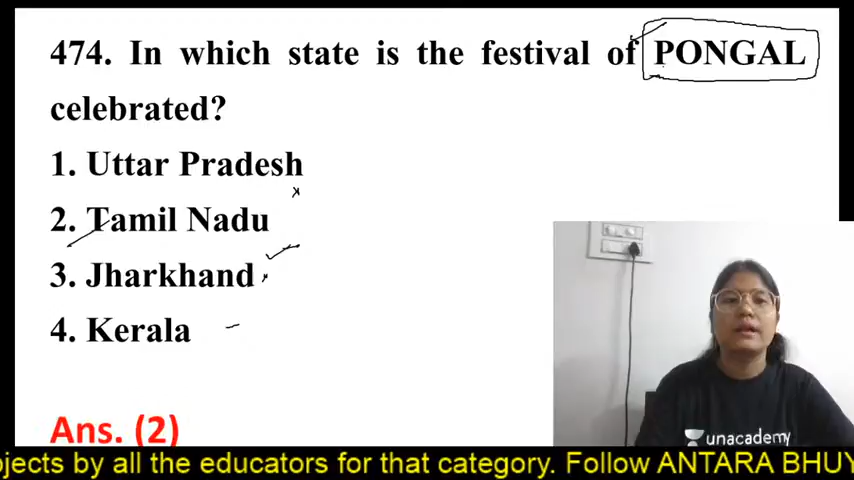 474. In which state is the festival of PONGAL
celebrated?
1. Uttar Pradesh
2. Tamil Nadu
3. Jharkhand
4. Kerala
Ans. (2)
unacademy
ojects by all the educators for that category. Follow ANTARA BHUY